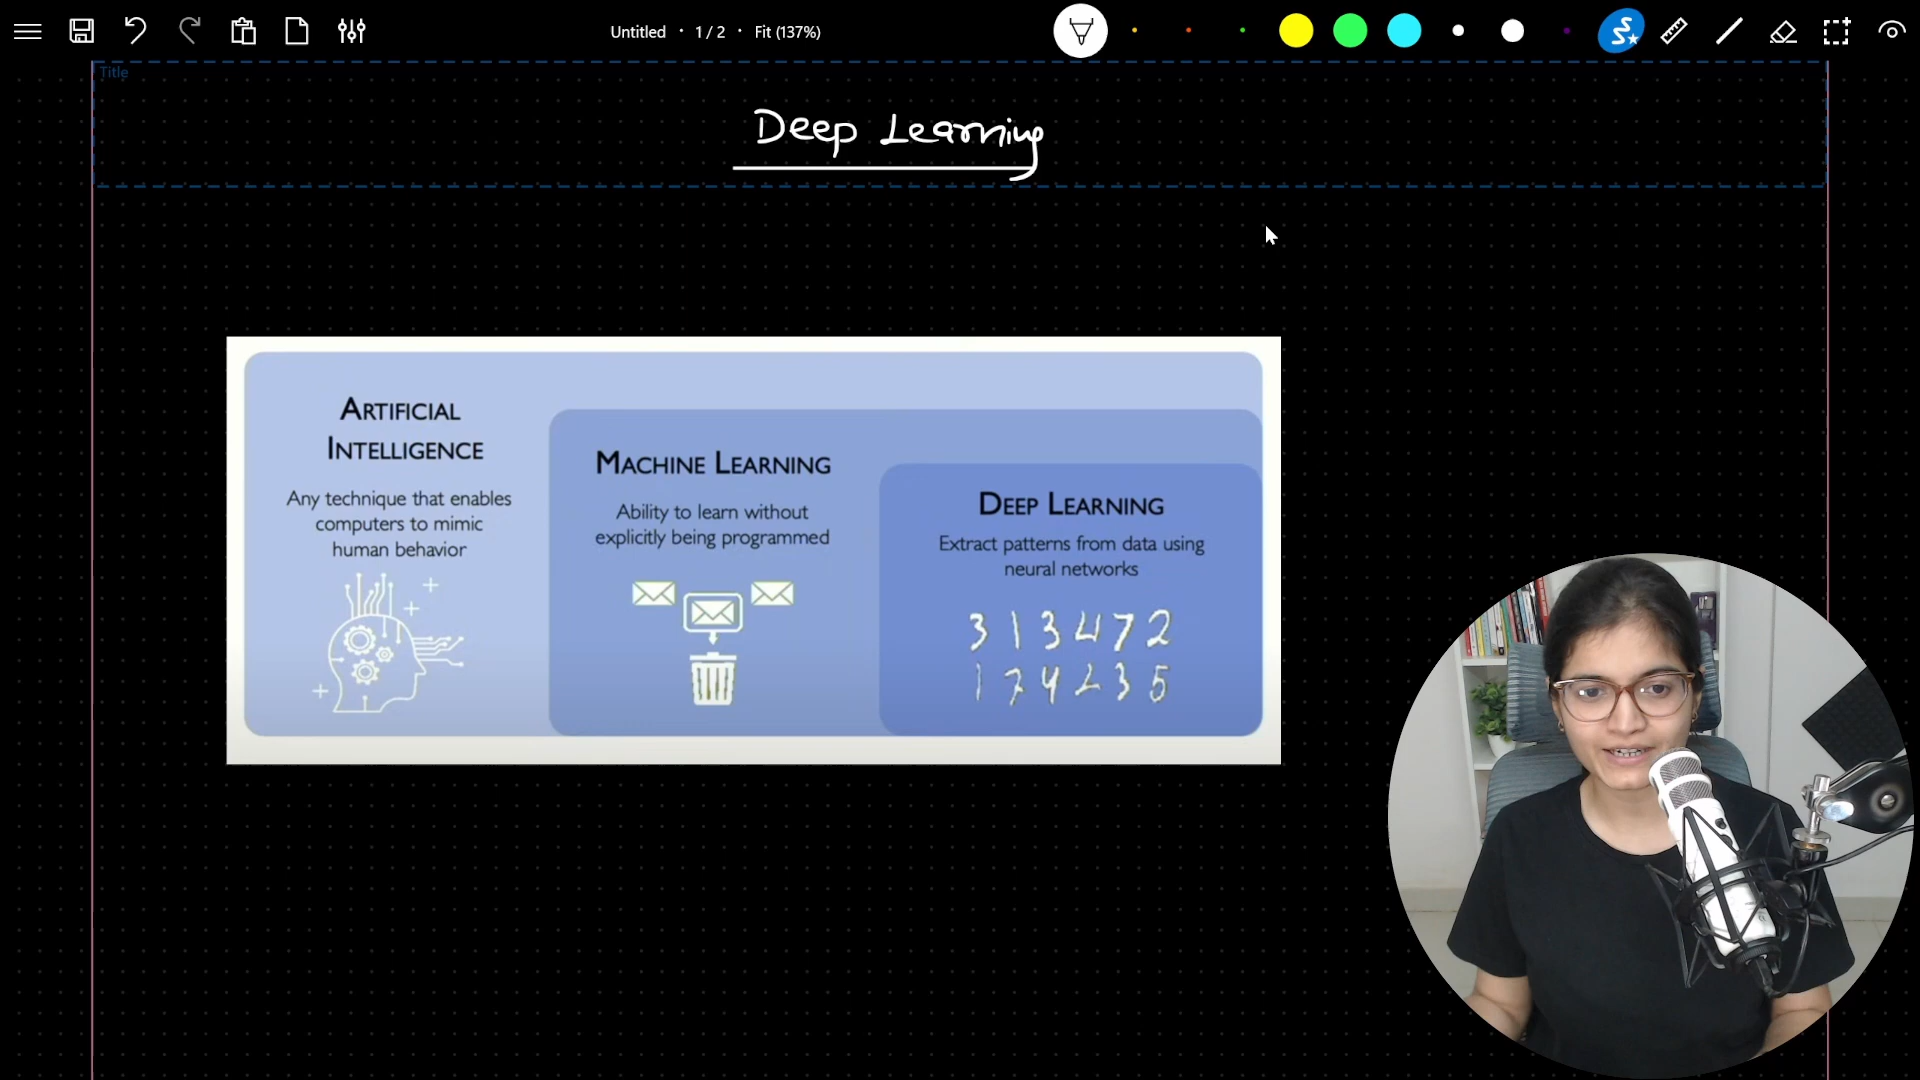 Untitled · 1 / 2 · Fit (137%)
Title
Deep Learning
ARTIFICIAL
INTELLIGENCE
Any technique that enables
computers to mimic
human behavior
MACHINE LEARNING
Ability to learn without
explicitly being programmed
DEEP LEARNING
Extract patterns from data using
neural networks
3 1 3 4 7 2
1 7 4 2 3 5